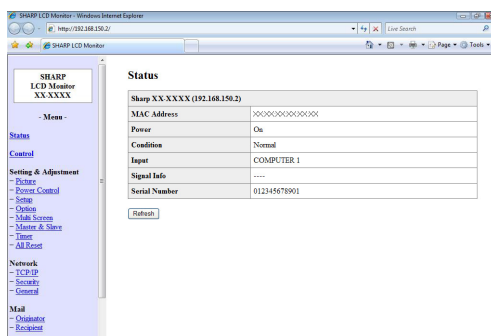 SHARP LCD Monitor - Windows Internet Explorer
http://192.168.150.2/
Live Search
SHARP LCD Monitor
Page
Tools
SHARP
LCD Monitor
XX-XXXX
- Menu -
Status
Control
Setting & Adjustment
- Picture
- Power Control
- Setup
- Option
- Multi Screen
- Master & Slave
- Timer
- All Reset
Network
- TCP/IP
- Security
- General
Mail
- Originator
- Recipient
Status
Sharp XX-XXXX (192.168.150.2)
MAC Address XXXXXXXXXXXX
Power On
Condition Normal
Input COMPUTER 1
Signal Info ----
Serial Number 012345678901
Refresh